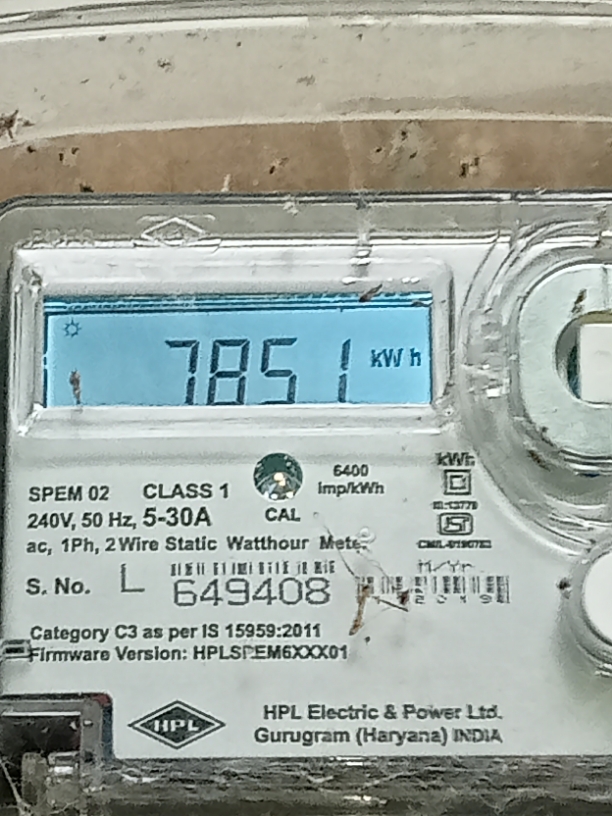 7851 kWh
6400
imp/kWh
kWh
SPEM 02 CLASS 1
240V, 50 Hz, 5-30A
CAL
ac, 1Ph, 2 Wire Static Watthour Meter
M/Yr.
S. No. L 649408
Category C3 as per IS 15959:2011
Firmware Version: HPLSPEM6XXX01
HPL
HPL Electric & Power Ltd.
Gurugram (Haryana) INDIA